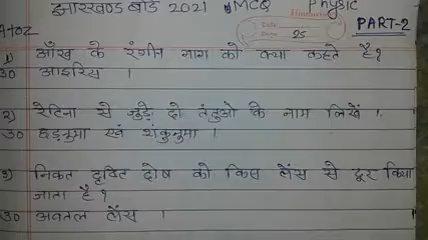 झारखण्ड बोर्ड 2021 MCQ Physic
A to Z
Date
25
PART-2
1) आँख के रंगीन भाग को क्या कहते है?
उ० आइरिस ।
2) रेटिना से जुड़े दो तंतुओ के नाम लिखें ।
उ० छड़नुमा एवं शंकुनुमा ।
3) निकट दृष्टि दोष को किस लेंस से दूर किया
जाता है?
उ० अवतल लेंस ।